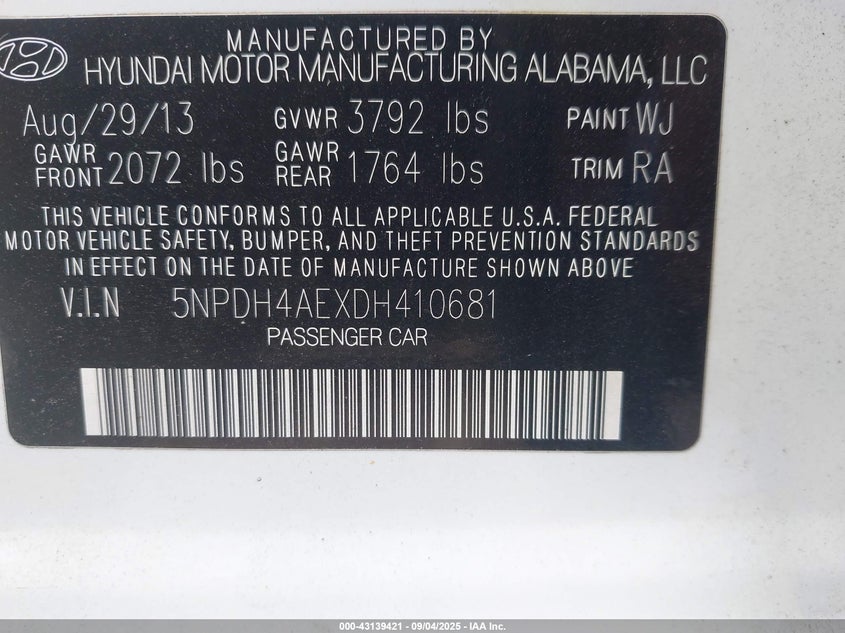 MANUFACTURED BY
HYUNDAI MOTOR MANUFACTURING ALABAMA, LLC
Aug/29/13 GVWR 3792 lbs PAINT WJ
GAWR FRONT 2072 lbs GAWR REAR 1764 lbs TRIM RA
THIS VEHICLE CONFORMS TO ALL APPLICABLE U.S.A. FEDERAL
MOTOR VEHICLE SAFETY, BUMPER, AND THEFT PREVENTION STANDARDS
IN EFFECT ON THE DATE OF MANUFACTURE SHOWN ABOVE
V.I.N 5NPDH4AEXDH410681
PASSENGER CAR
000-43139421 - 09/04/2025 - IAA Inc.